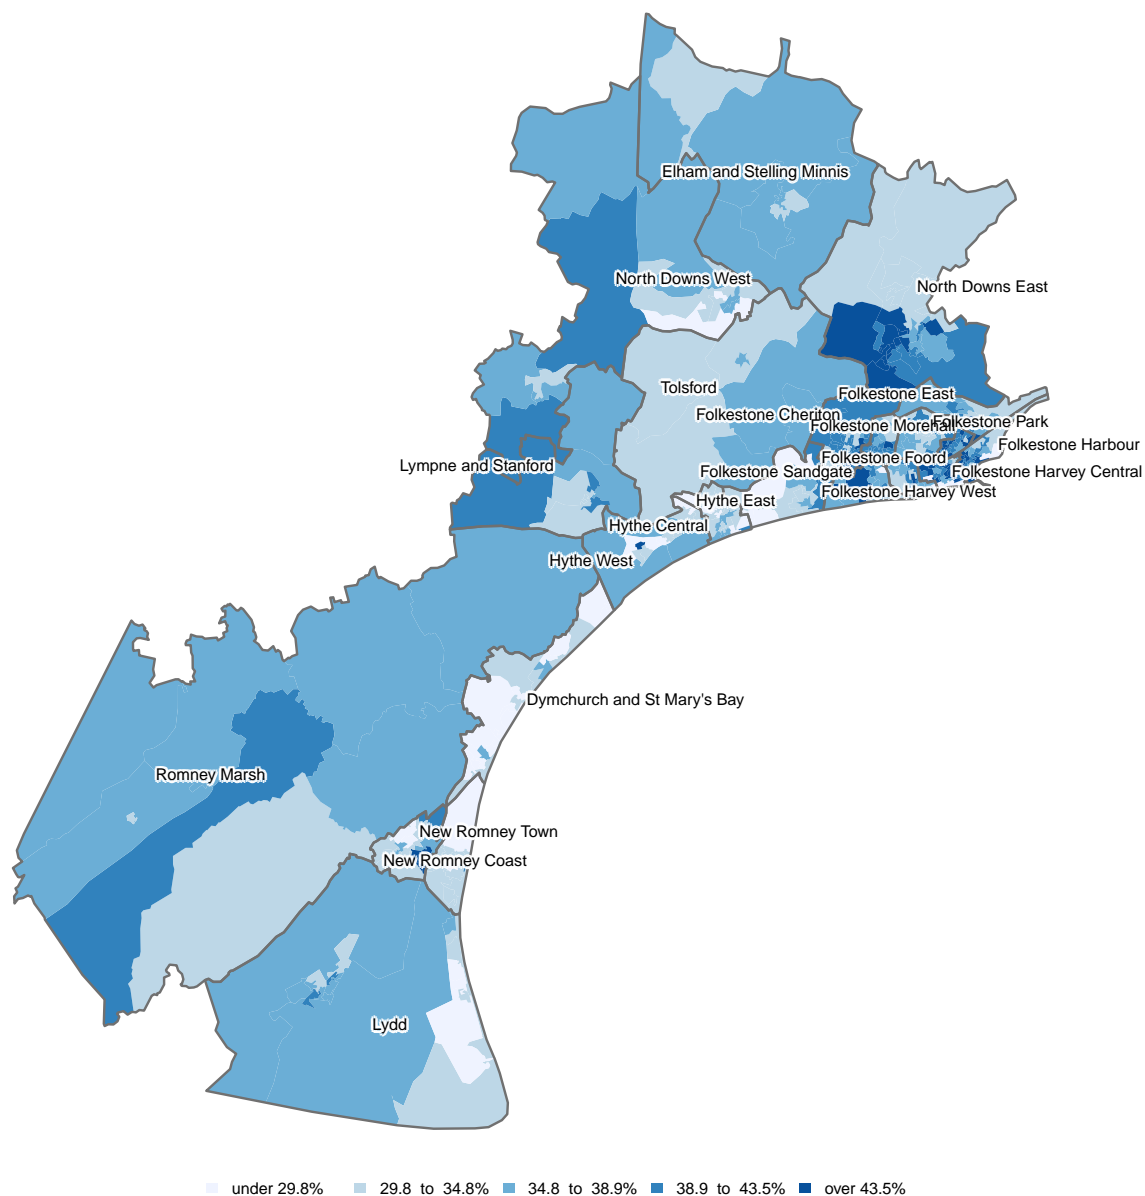 Elham and Stelling Minnis
North Downs West
North Downs East
Tolsford
Folkestone East
Folkestone Cheriton
Folkestone Morehall
Folkestone Park
Folkestone Harbour
Folkestone Foord
Lympne and Stanford
Folkestone Sandgate
Folkestone Harvey Central
Folkestone Harvey West
Hythe East
Hythe Central
Hythe West
Dymchurch and St Mary's Bay
Romney Marsh
New Romney Town
New Romney Coast
Lydd
under 29.8% 29.8 to 34.8% 34.8 to 38.9% 38.9 to 43.5% over 43.5%